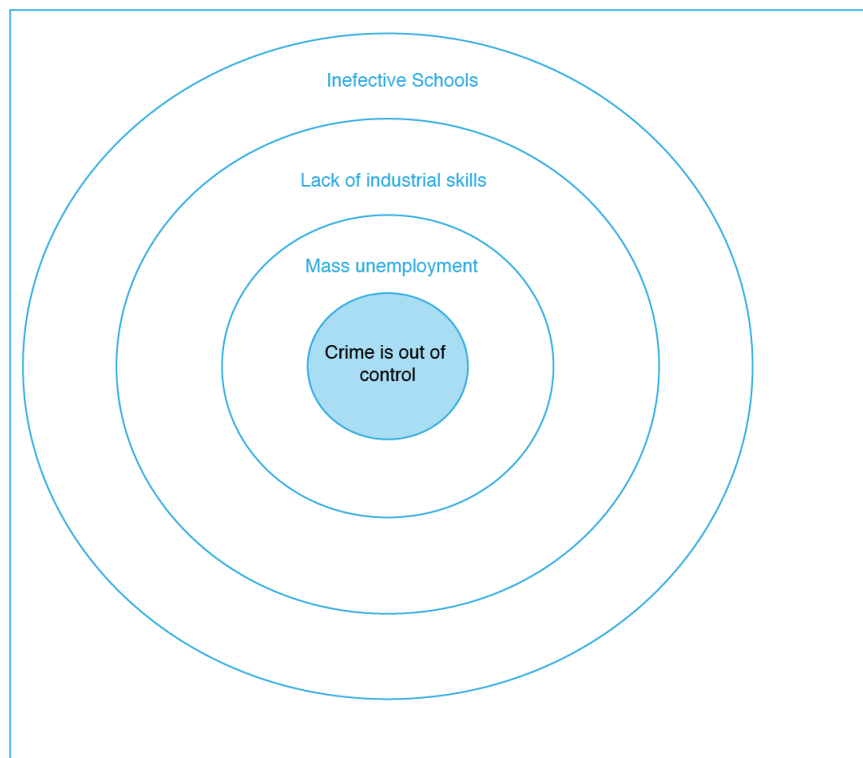 Inefective Schools
Lack of industrial skills
Mass unemployment
Crime is out of
control